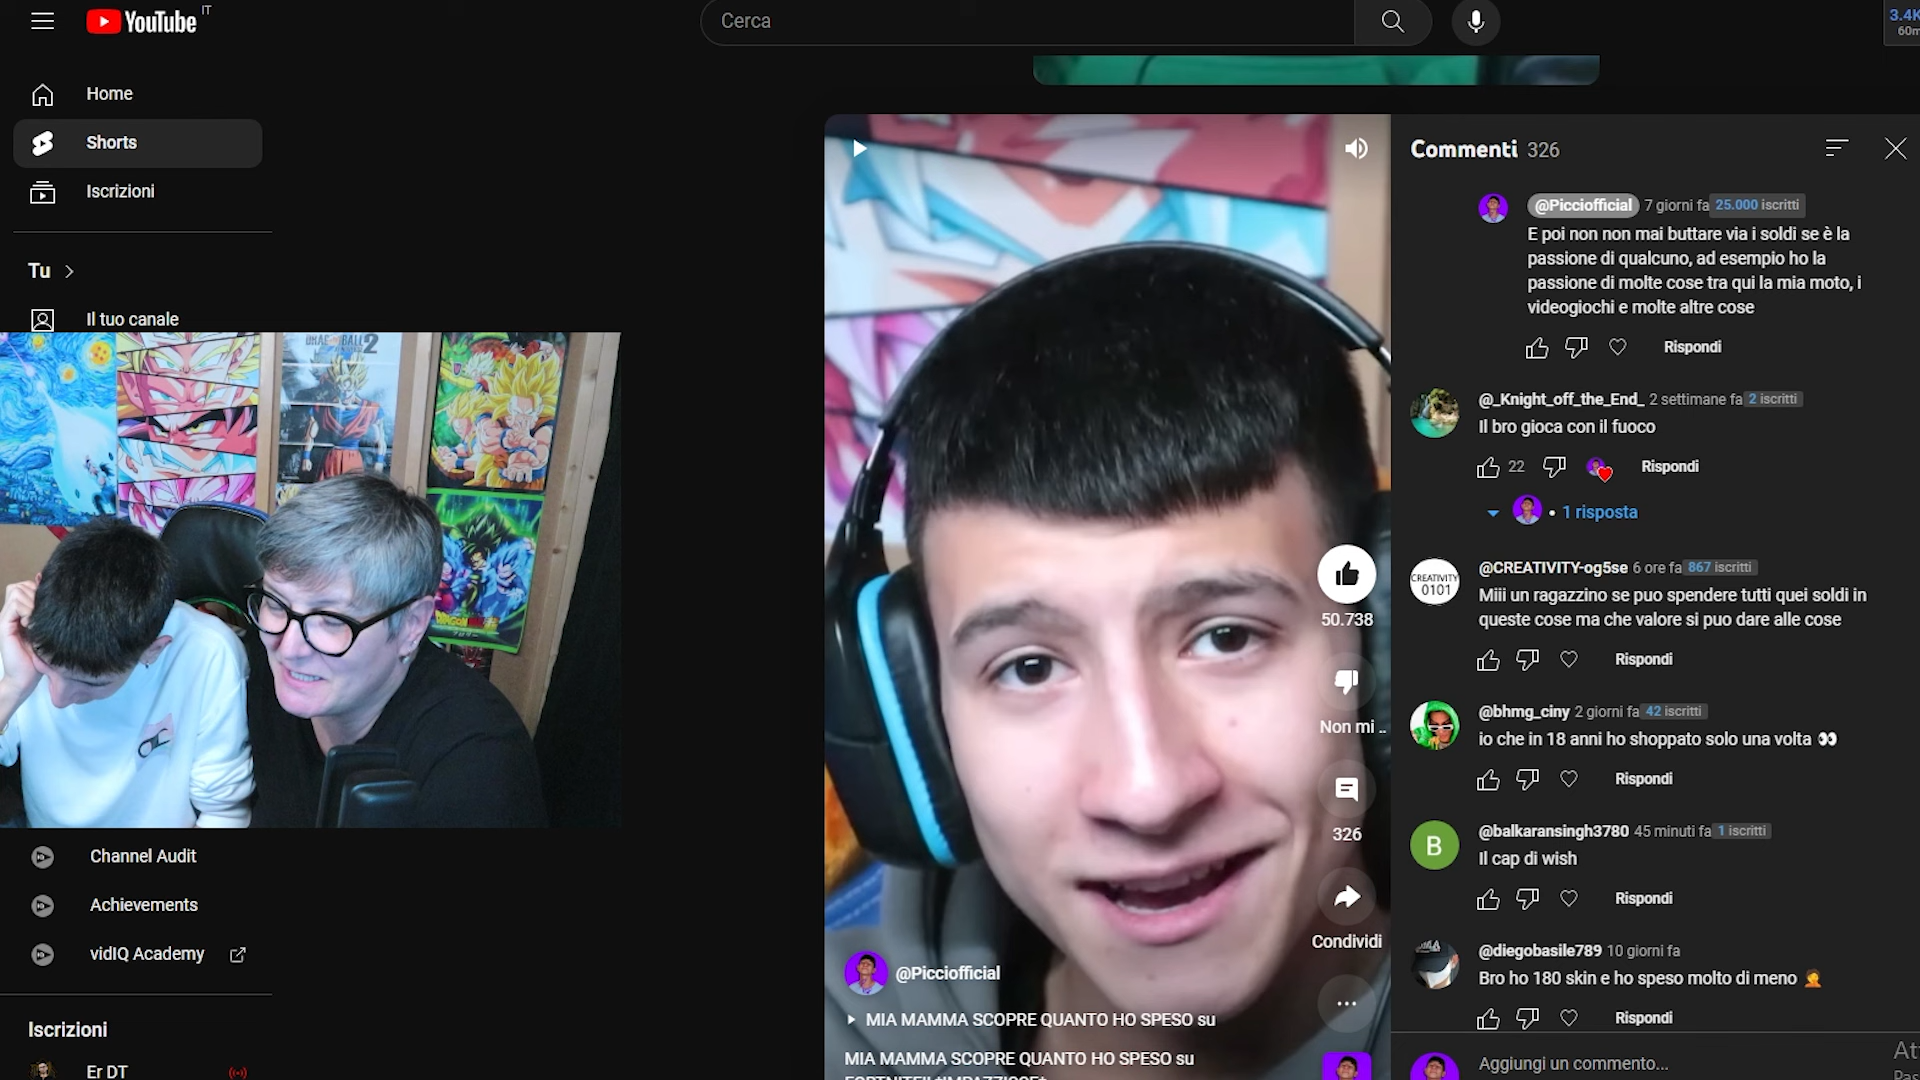 YouTube IT
Cerca
3.4K
60m
Home
Shorts
Iscrizioni
Tu
Il tuo canale
DRAGON BALL 2
Channel Audit
Achievements
vidIQ Academy
Iscrizioni
Er DT
50.738
Non mi ..
326
Condividi
@Picciofficial
MIA MAMMA SCOPRE QUANTO HO SPESO su
MIA MAMMA SCOPRE QUANTO HO SPESO su
Commenti 326
@Picciofficial 7 giorni fa 25.000 iscritti
E poi non non mai buttare via i soldi se è la
passione di qualcuno, ad esempio ho la
passione di molte cose tra qui la mia moto, i
videogiochi e molte altre cose
Rispondi
@_Knight_off_the_End_ 2 settimane fa 2 iscritti
Il bro gioca con il fuoco
22 Rispondi
• 1 risposta
CREATIVITY
0101
@CREATIVITY-og5se 6 ore fa 867 iscritti
Miii un ragazzino se puo spendere tutti quei soldi in
queste cose ma che valore si puo dare alle cose
Rispondi
@bhmg_ciny 2 giorni fa 42 iscritti
io che in 18 anni ho shoppato solo una volta 👀
Rispondi
B
@balkaransingh3780 45 minuti fa 1 iscritti
Il cap di wish
Rispondi
@diegobasile789 10 giorni fa
Bro ho 180 skin e ho speso molto di meno 🤦
Rispondi
Aggiungi un commento...